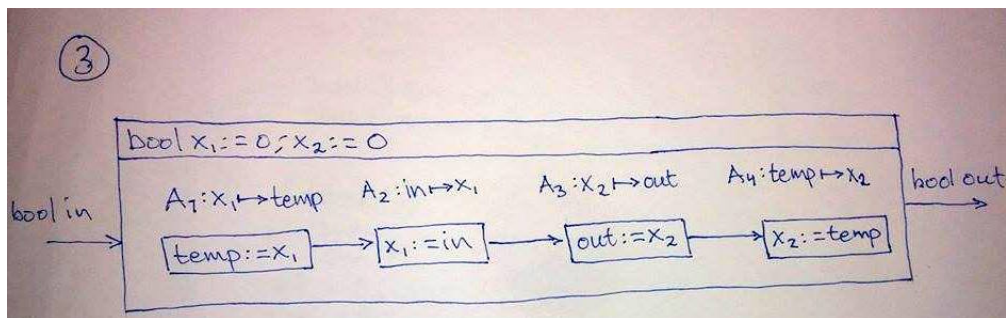 3
bool x₁:=0; x₂:=0
A₁:x₁↦temp A₂:in↦x₁ A₃:x₂↦out A₄:temp↦x₂
bool in
bool out
temp:=x₁ x₁:=in out:=x₂ x₂:=temp